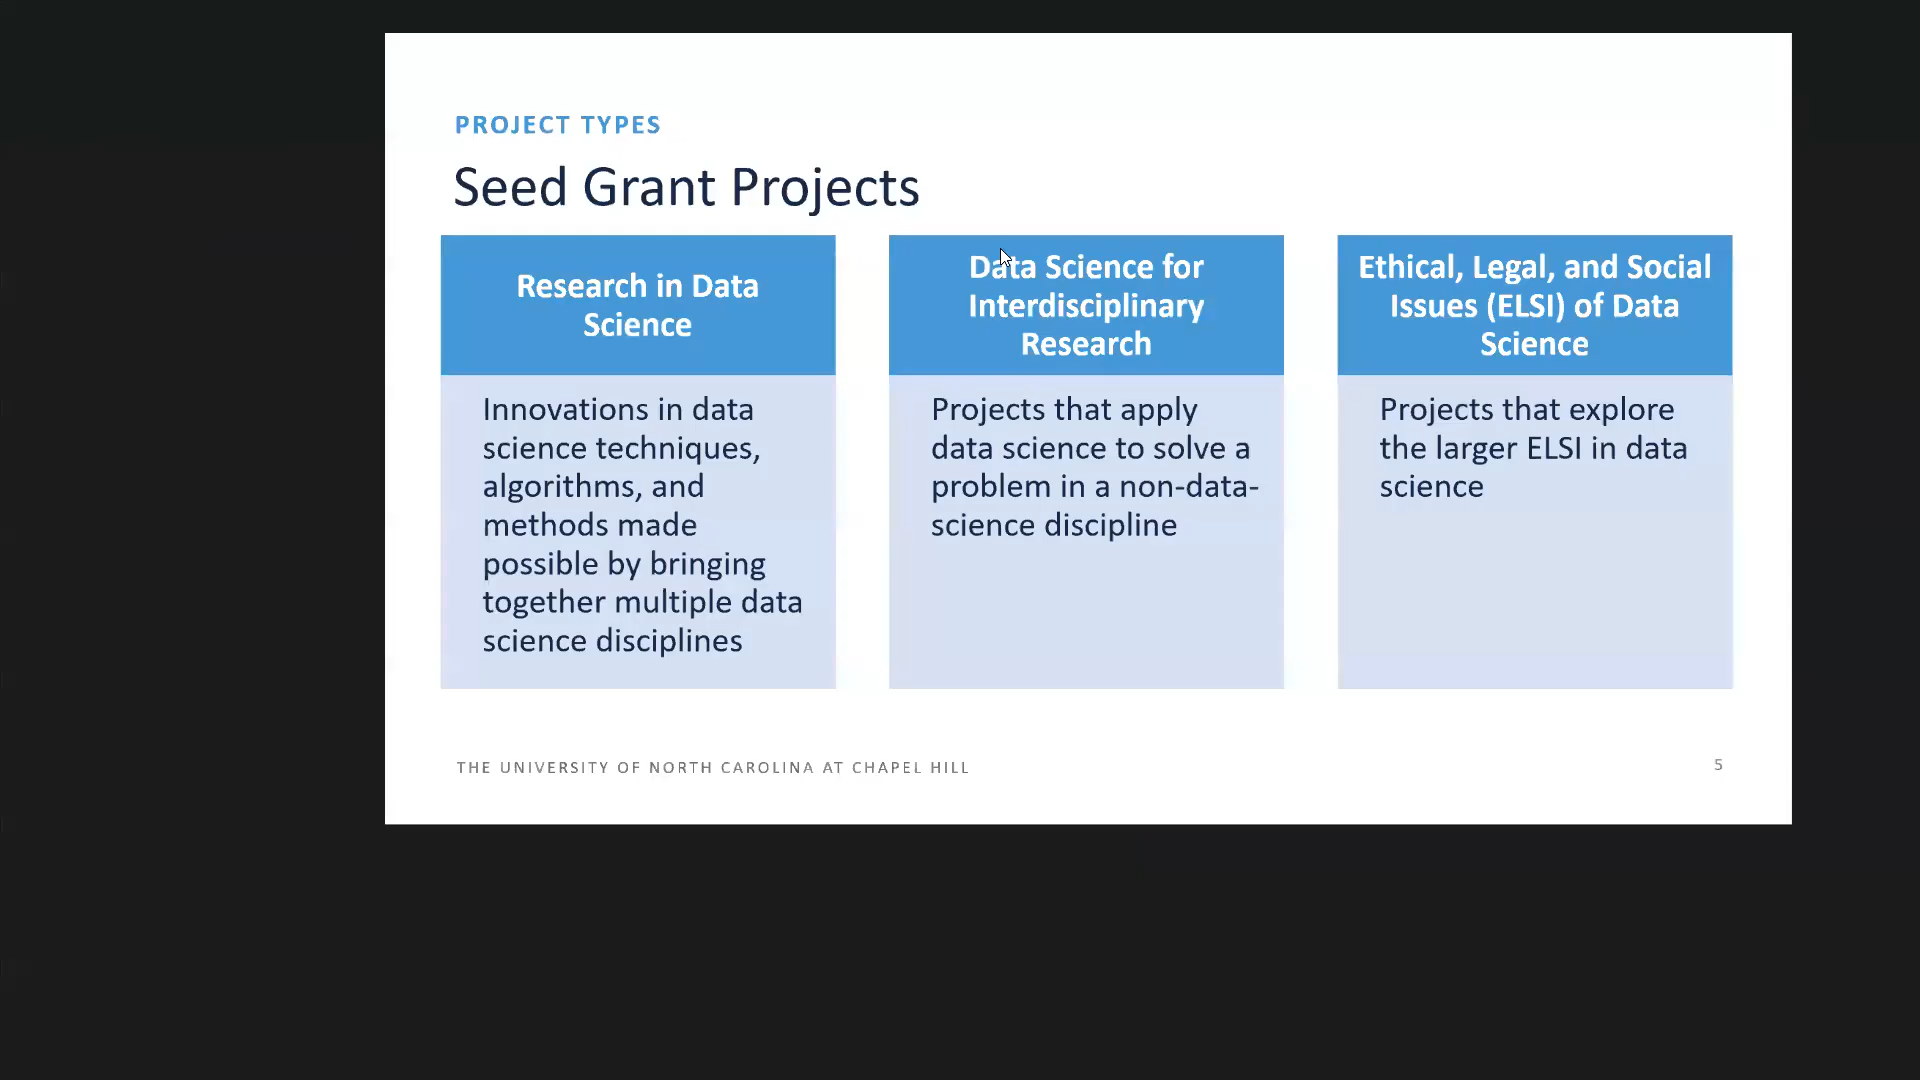 PROJECT TYPES
Seed Grant Projects
Research in Data
Science
Innovations in data
science techniques,
algorithms, and
methods made
possible by bringing
together multiple data
science disciplines
Data Science for
Interdisciplinary
Research
Projects that apply
data science to solve a
problem in a non-data-
science discipline
Ethical, Legal, and Social
Issues (ELSI) of Data
Science
Projects that explore
the larger ELSI in data
science
THE UNIVERSITY OF NORTH CAROLINA AT CHAPEL HILL
5